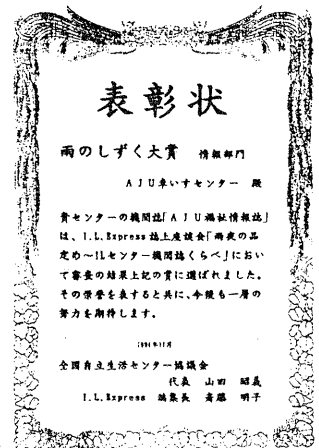 表彰状
雨のしずく大賞 情報部門
AJU車いすセンター 殿
貴センターの機関誌「AJU福祉情報誌」
は、I.L.Express誌上座談会「雨夜の品
定め〜ILセンター機関誌くらべ」におい
て審査の結果上記の賞に選ばれました。
その栄誉を表すると共に、今後も一層の
努力を期待します。
全国自立生活センター協議会
代表 山田 昭義
I.L.Express 編集長 斎藤 明子